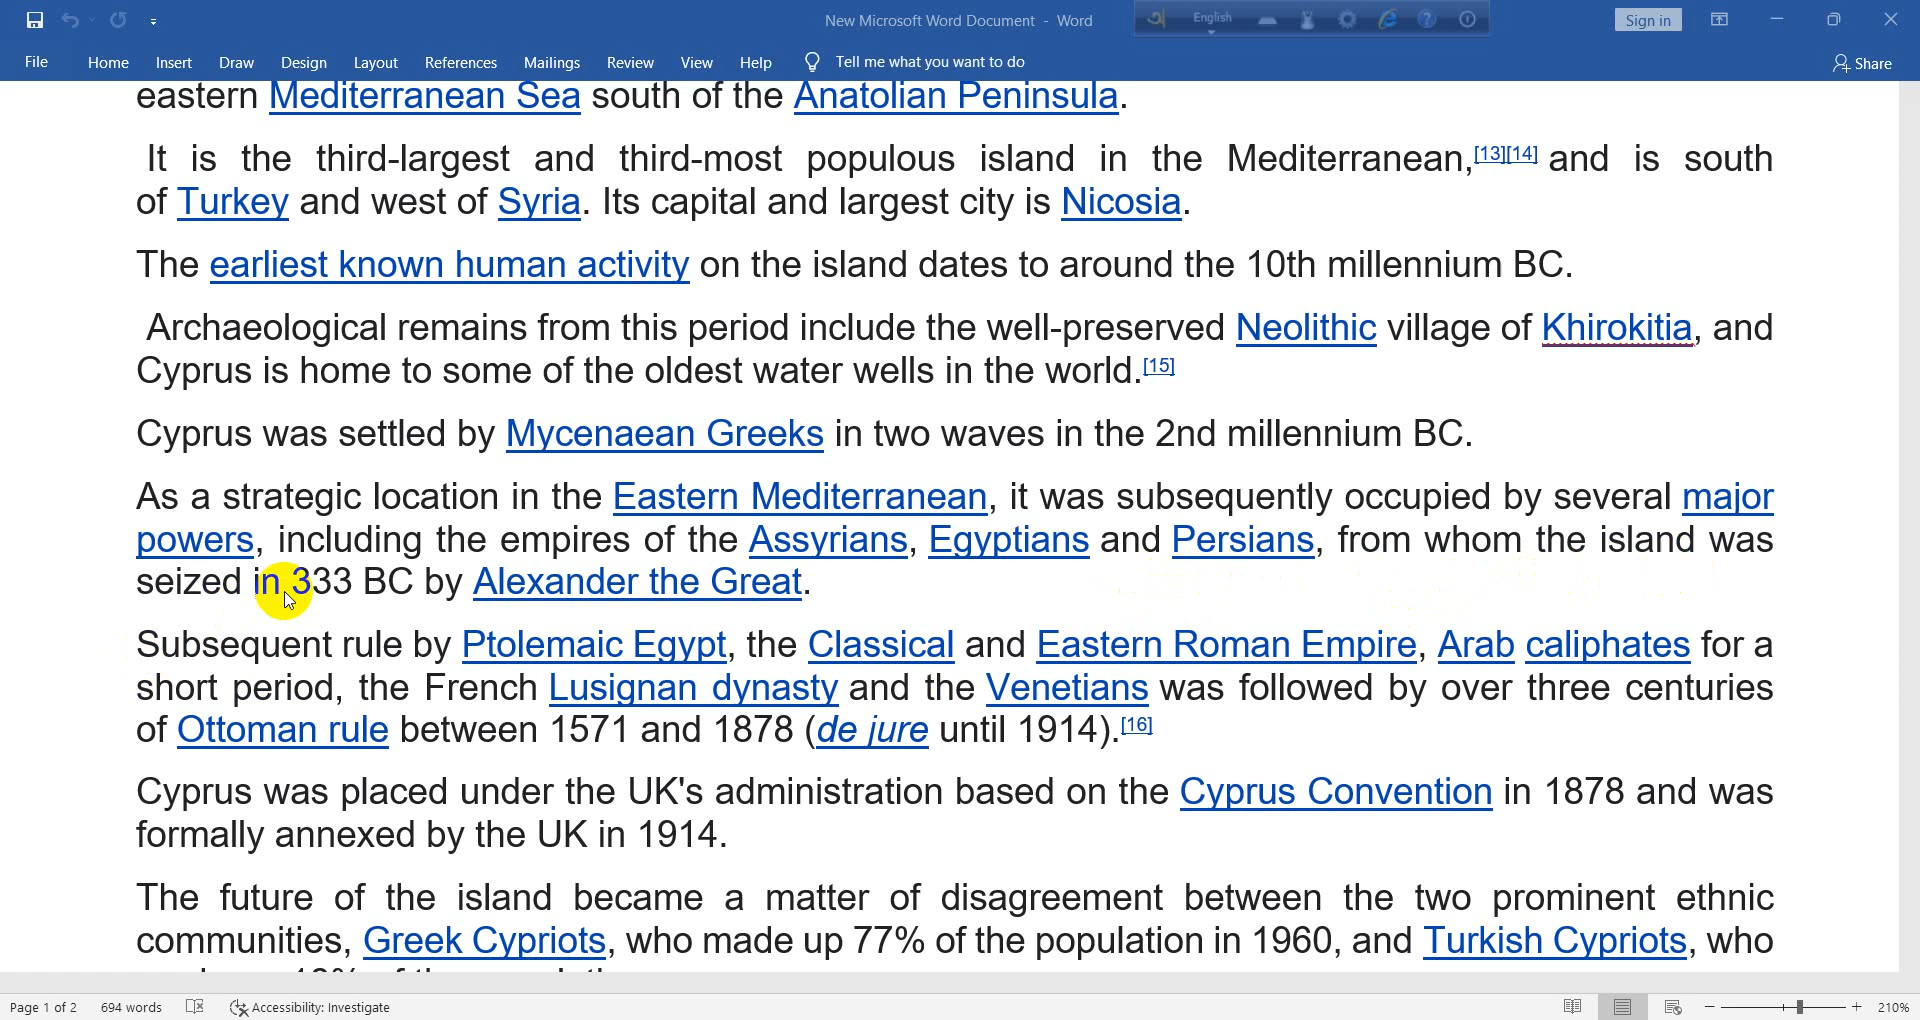 New Microsoft Word Document - Word
English
Sign in
File Home Insert Draw Design Layout References Mailings Review View Help Tell me what you want to do
Share
eastern Mediterranean Sea south of the Anatolian Peninsula.
It is the third-largest and third-most populous island in the Mediterranean,[13][14] and is south
of Turkey and west of Syria. Its capital and largest city is Nicosia.
The earliest known human activity on the island dates to around the 10th millennium BC.
Archaeological remains from this period include the well-preserved Neolithic village of Khirokitia, and
Cyprus is home to some of the oldest water wells in the world.[15]
Cyprus was settled by Mycenaean Greeks in two waves in the 2nd millennium BC.
As a strategic location in the Eastern Mediterranean, it was subsequently occupied by several major
powers, including the empires of the Assyrians, Egyptians and Persians, from whom the island was
seized in 333 BC by Alexander the Great.
Subsequent rule by Ptolemaic Egypt, the Classical and Eastern Roman Empire, Arab caliphates for a
short period, the French Lusignan dynasty and the Venetians was followed by over three centuries
of Ottoman rule between 1571 and 1878 (de jure until 1914).[16]
Cyprus was placed under the UK's administration based on the Cyprus Convention in 1878 and was
formally annexed by the UK in 1914.
The future of the island became a matter of disagreement between the two prominent ethnic
communities, Greek Cypriots, who made up 77% of the population in 1960, and Turkish Cypriots, who
Page 1 of 2 694 words Accessibility: Investigate 210%